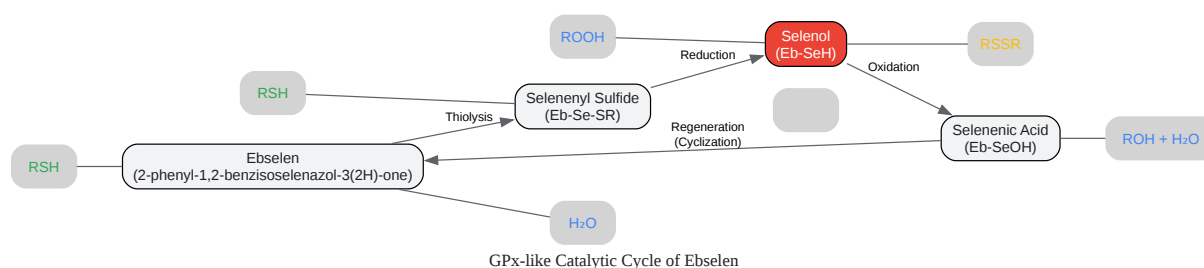 ROOH
Selenol
(Eb-SeH)
RSSR
Reduction
Oxidation
RSH
Selenenyl Sulfide
(Eb-Se-SR)
Thiolysis
Regeneration
(Cyclization)
Selenenic Acid
(Eb-SeOH)
ROH + H₂O
RSH
Ebselen
(2-phenyl-1,2-benzisoselenazol-3(2H)-one)
H₂O
GPx-like Catalytic Cycle of Ebselen